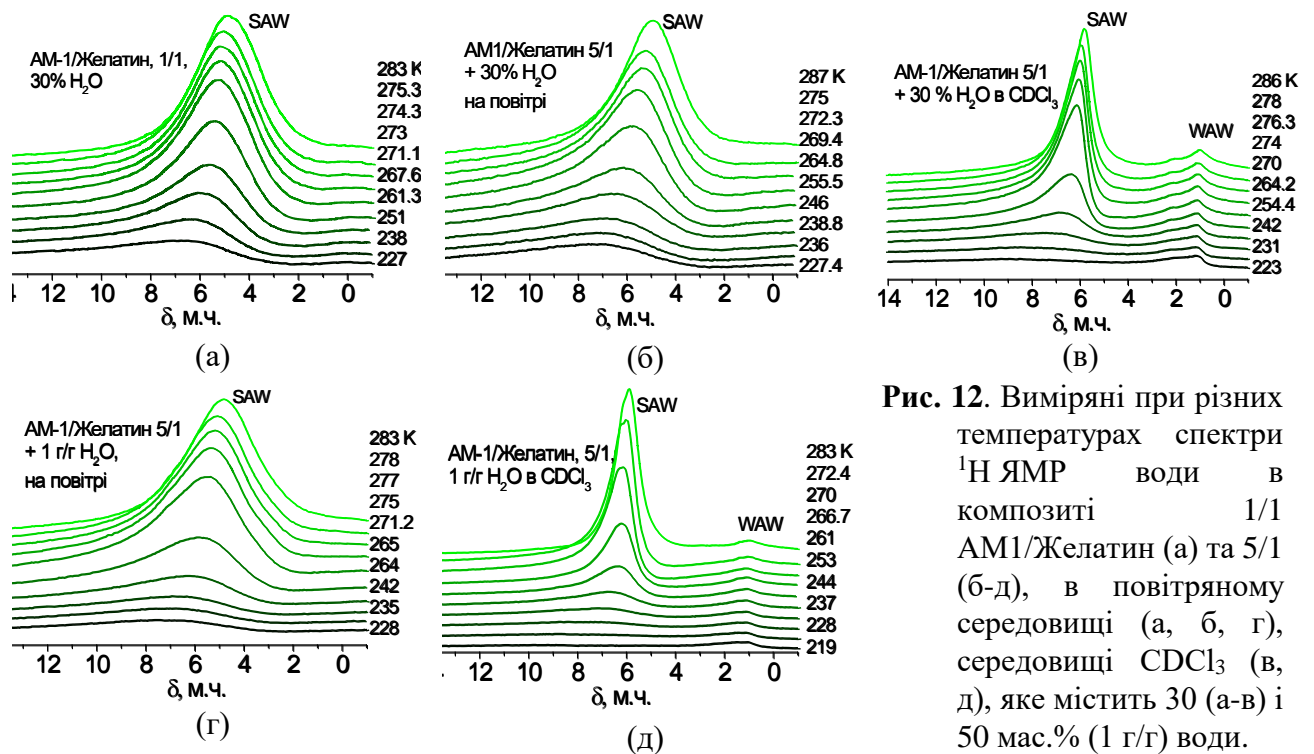 SAW
АМ-1/Желатин, 1/1,
30% H₂O
283 K
275.3
274.3
273
271.1
267.6
261.3
251
238
227
12 10 8 6 4 2 0
δ, м.ч.
(а)
SAW
АМ1/Желатин 5/1
+ 30% H₂O
на повітрі
287 K
275
272.3
269.4
264.8
255.5
246
238.8
236
227.4
12 10 8 6 4 2 0
δ, м.ч.
(б)
SAW
АМ-1/Желатин 5/1
+ 30 % H₂O в CDCl₃
WAW
286 K
278
276.3
274
270
264.2
254.4
242
231
223
14 12 10 8 6 4 2 0
δ, м.ч.
(в)
SAW
АМ-1/Желатин 5/1
+ 1 г/г H₂O,
на повітрі
283 K
278
277
275
271.2
265
264
242
235
228
12 10 8 6 4 2 0
δ, м.ч.
(г)
SAW
АМ-1/Желатин, 5/1,
1 г/г H₂O в CDCl₃
WAW
283 K
272.4
270
266.7
261
253
244
237
228
219
12 10 8 6 4 2 0
δ, м.ч.
(д)
Рис. 12. Виміряні при різних
температурах спектри
¹H ЯМР води в
композиті 1/1
АМ1/Желатин (а) та 5/1
(б-д), в повітряному
середовищі (а, б, г),
середовищі CDCl₃ (в,
д), яке містить 30 (а-в) і
50 мас.% (1 г/г) води.